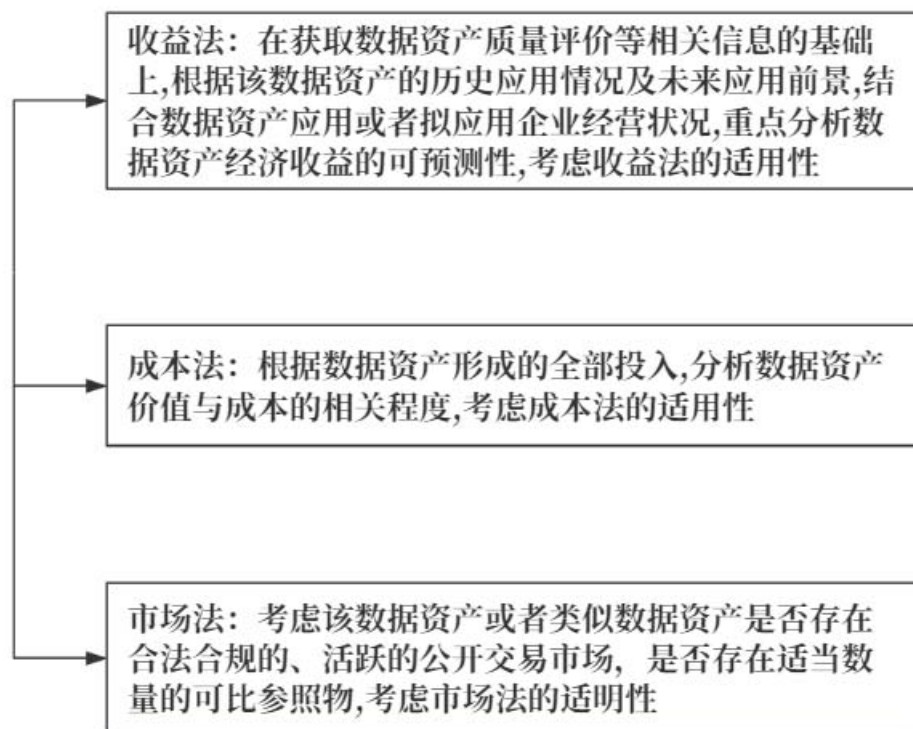 收益法：在获取数据资产质量评价等相关信息的基础
上,根据该数据资产的历史应用情况及未来应用前景,结
合数据资产应用或者拟应用企业经营状况,重点分析数
据资产经济收益的可预测性,考虑收益法的适用性
成本法：根据数据资产形成的全部投入,分析数据资产
价值与成本的相关程度,考虑成本法的适用性
市场法：考虑该数据资产或者类似数据资产是否存在
合法合规的、活跃的公开交易市场，是否存在适当数
量的可比参照物,考虑市场法的适明性